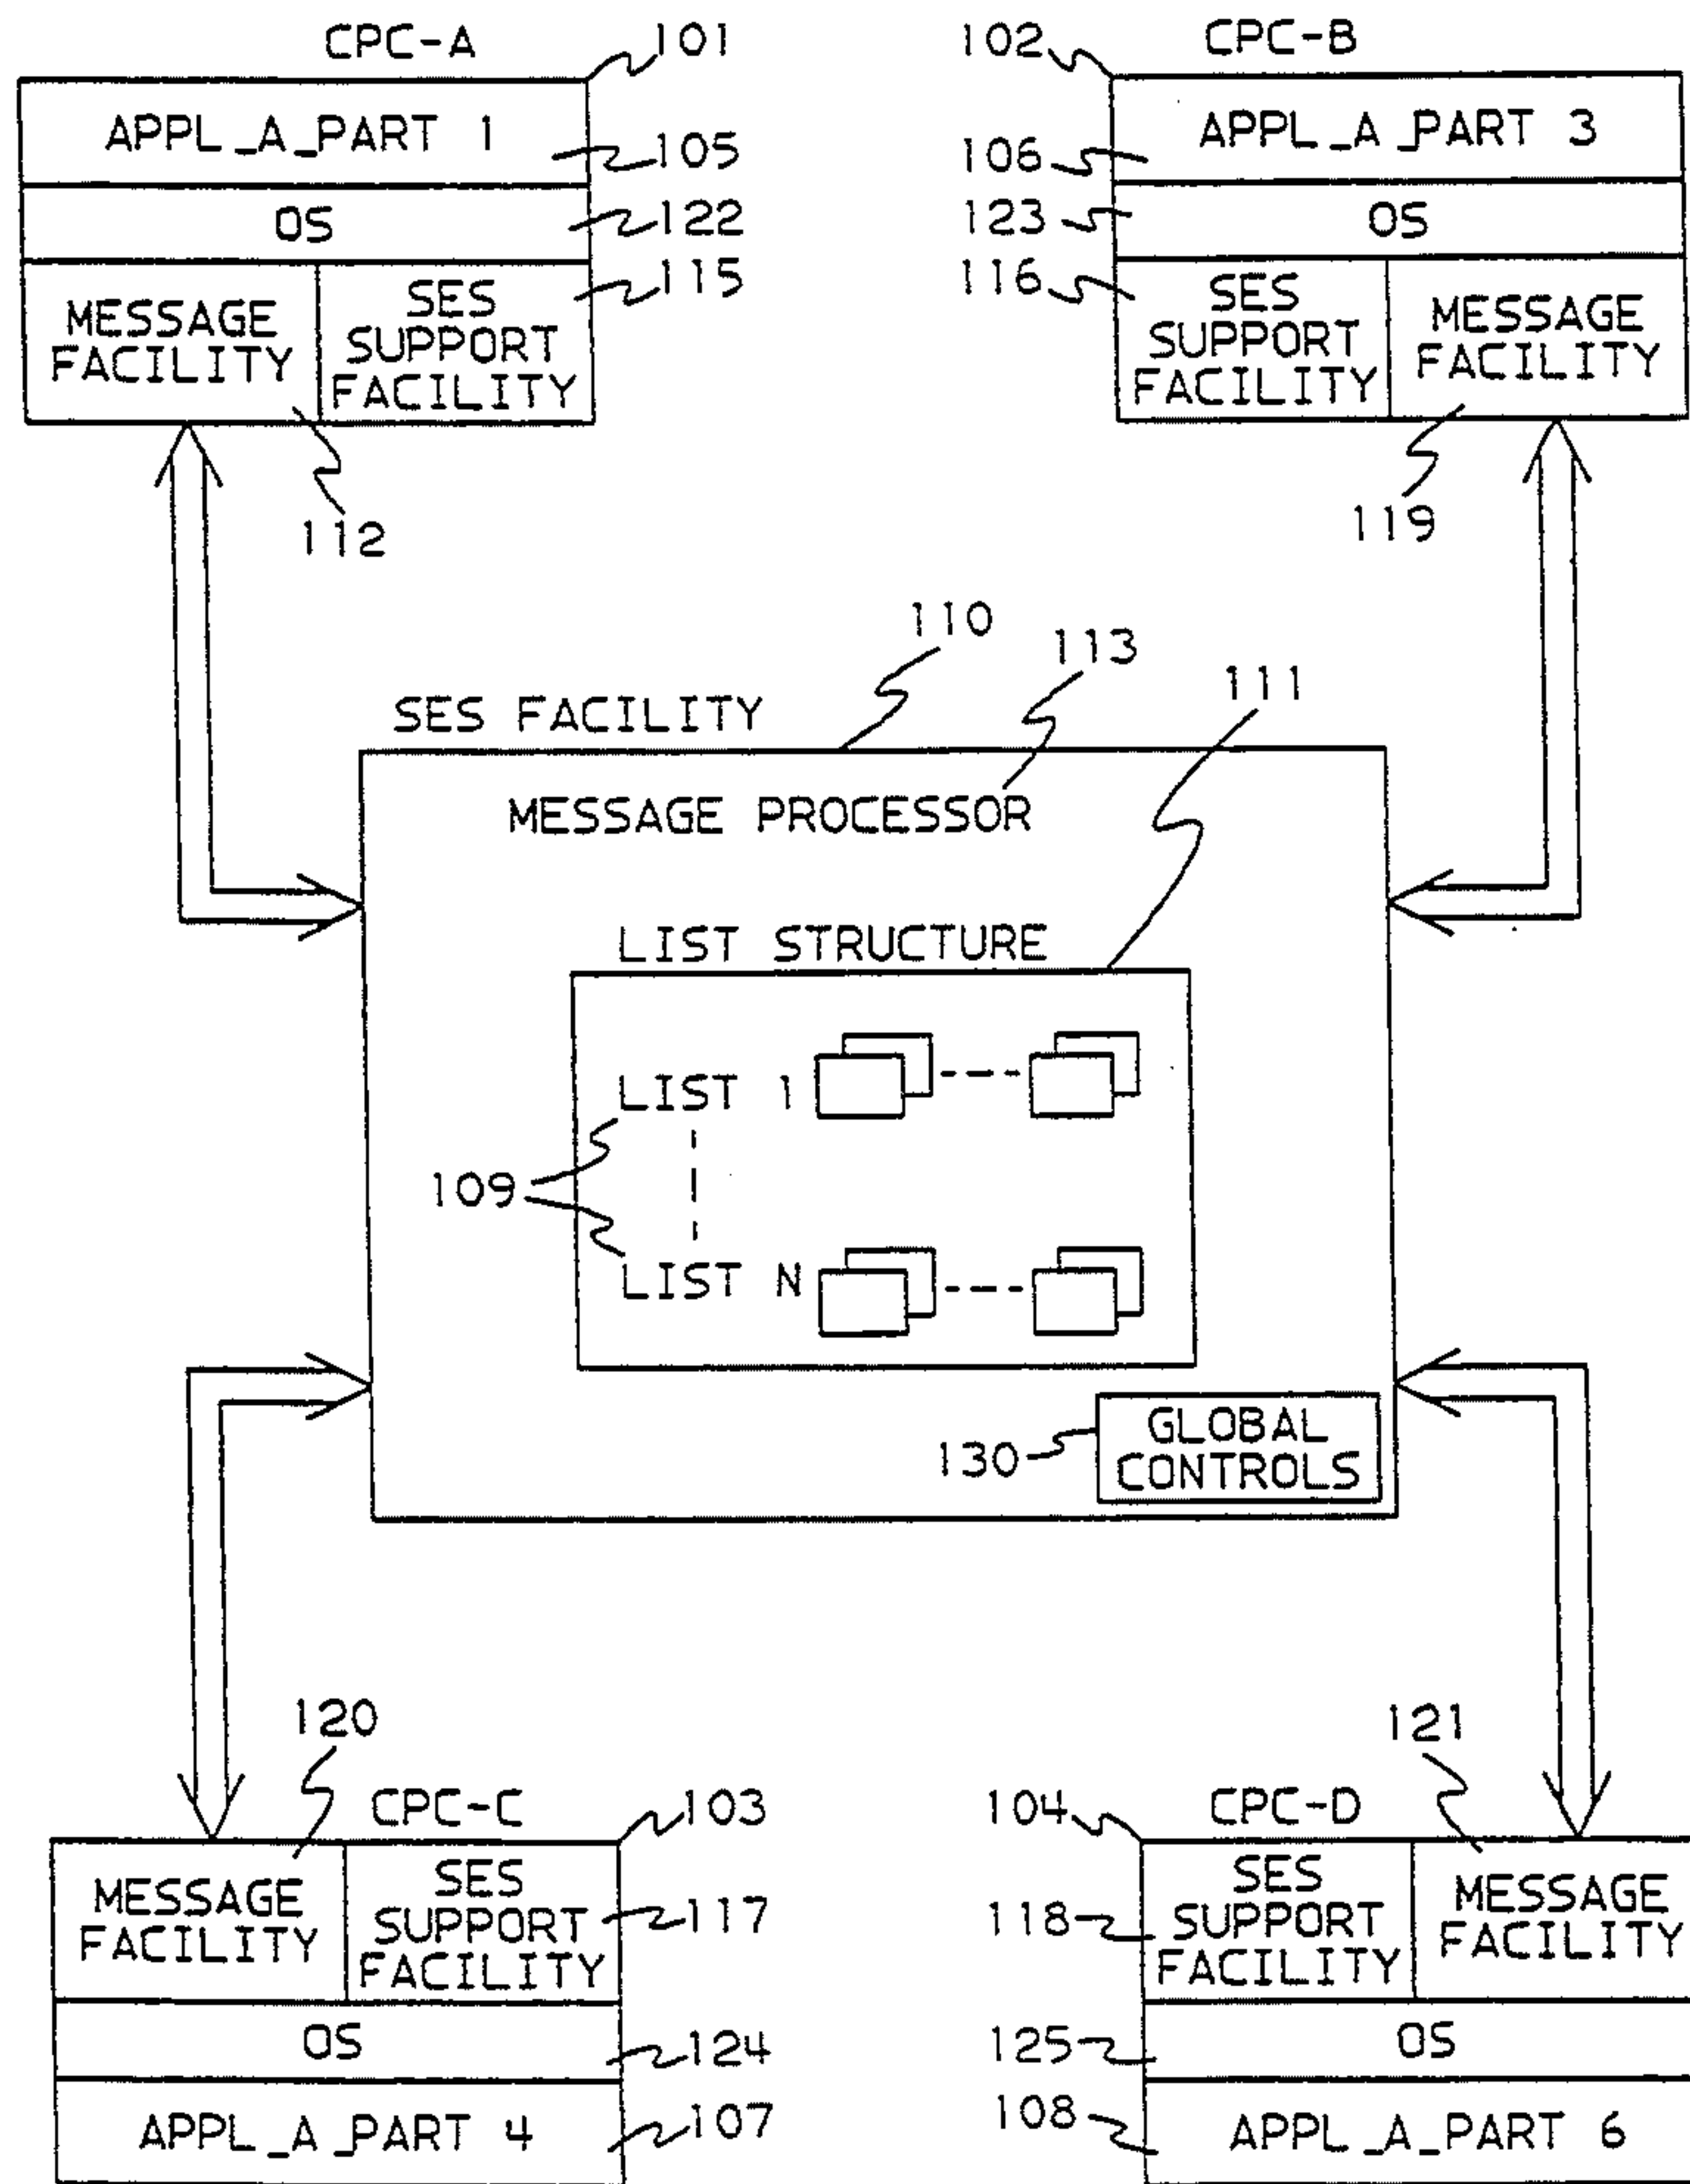 CPC-A
101
APPL_A_PART 1
105
OS
122
MESSAGE
FACILITY
SES
SUPPORT
FACILITY
115
112
102
CPC-B
APPL_A_PART 3
106
123
OS
116
SES
SUPPORT
FACILITY
MESSAGE
FACILITY
119
110
113
111
SES FACILITY
MESSAGE PROCESSOR
LIST STRUCTURE
LIST 1
109
LIST N
130
GLOBAL
CONTROLS
120
CPC-C
103
MESSAGE
FACILITY
SES
SUPPORT
FACILITY
117
OS
124
APPL_A_PART 4
107
121
104
CPC-D
118
SES
SUPPORT
FACILITY
MESSAGE
FACILITY
125
OS
108
APPL_A_PART 6